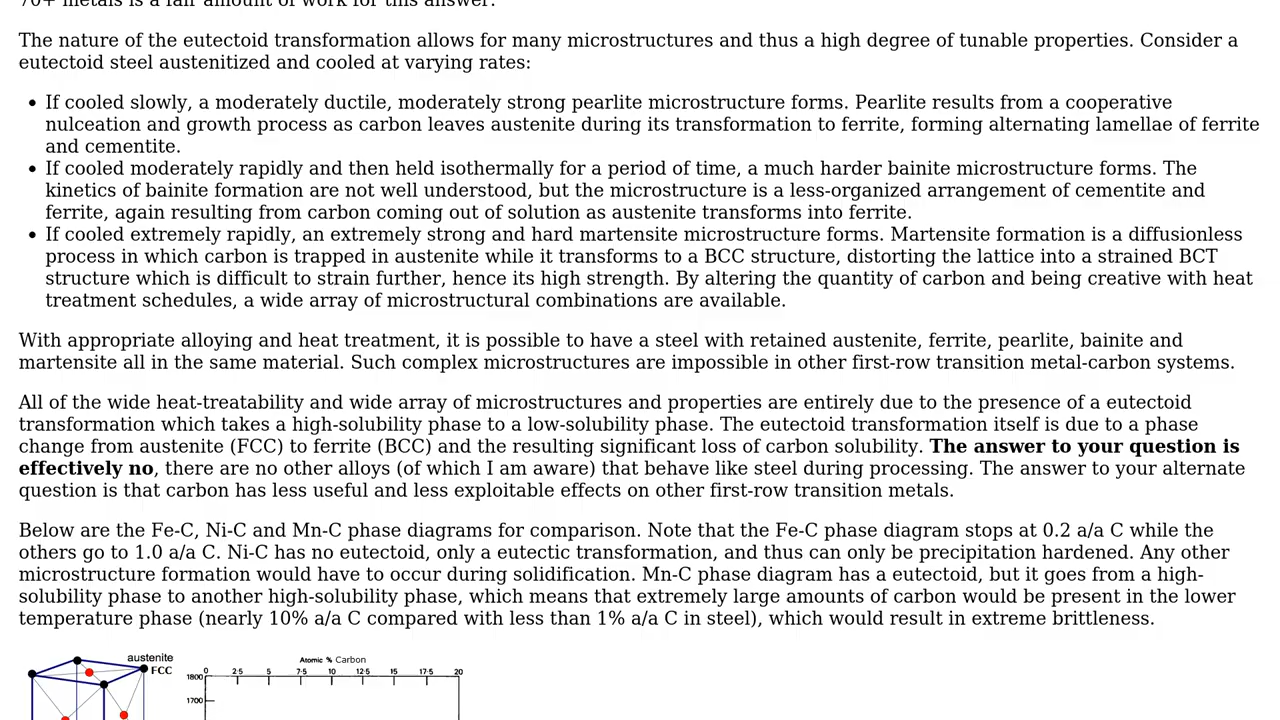 70+ metals is a fair amount of work for this answer.
The nature of the eutectoid transformation allows for many microstructures and thus a high degree of tunable properties. Consider a
eutectoid steel austenitized and cooled at varying rates:
• If cooled slowly, a moderately ductile, moderately strong pearlite microstructure forms. Pearlite results from a cooperative
nulceation and growth process as carbon leaves austenite during its transformation to ferrite, forming alternating lamellae of ferrite
and cementite.
• If cooled moderately rapidly and then held isothermally for a period of time, a much harder bainite microstructure forms. The
kinetics of bainite formation are not well understood, but the microstructure is a less-organized arrangement of cementite and
ferrite, again resulting from carbon coming out of solution as austenite transforms into ferrite.
• If cooled extremely rapidly, an extremely strong and hard martensite microstructure forms. Martensite formation is a diffusionless
process in which carbon is trapped in austenite while it transforms to a BCC structure, distorting the lattice into a strained BCT
structure which is difficult to strain further, hence its high strength. By altering the quantity of carbon and being creative with heat
treatment schedules, a wide array of microstructural combinations are available.
With appropriate alloying and heat treatment, it is possible to have a steel with retained austenite, ferrite, pearlite, bainite and
martensite all in the same material. Such complex microstructures are impossible in other first-row transition metal-carbon systems.
All of the wide heat-treatability and wide array of microstructures and properties are entirely due to the presence of a eutectoid
transformation which takes a high-solubility phase to a low-solubility phase. The eutectoid transformation itself is due to a phase
change from austenite (FCC) to ferrite (BCC) and the resulting significant loss of carbon solubility. The answer to your question is
effectively no, there are no other alloys (of which I am aware) that behave like steel during processing. The answer to your alternate
question is that carbon has less useful and less exploitable effects on other first-row transition metals.
Below are the Fe-C, Ni-C and Mn-C phase diagrams for comparison. Note that the Fe-C phase diagram stops at 0.2 a/a C while the
others go to 1.0 a/a C. Ni-C has no eutectoid, only a eutectic transformation, and thus can only be precipitation hardened. Any other
microstructure formation would have to occur during solidification. Mn-C phase diagram has a eutectoid, but it goes from a high-
solubility phase to another high-solubility phase, which means that extremely large amounts of carbon would be present in the lower
temperature phase (nearly 10% a/a C compared with less than 1% a/a C in steel), which would result in extreme brittleness.
austenite
FCC
Atomic % Carbon
0 2·5 5 7·5 10 12·5 15 17·5 20
1800
1700